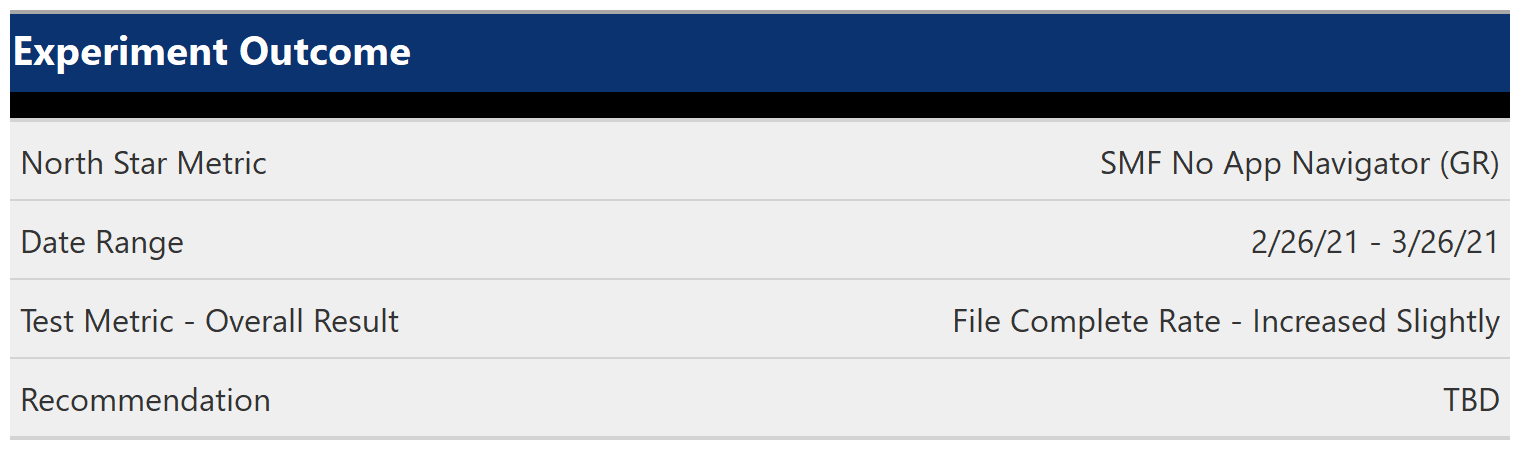 Experiment Outcome
North Star Metric SMF No App Navigator (GR)
Date Range 2/26/21 - 3/26/21
Test Metric - Overall Result File Complete Rate - Increased Slightly
Recommendation TBD